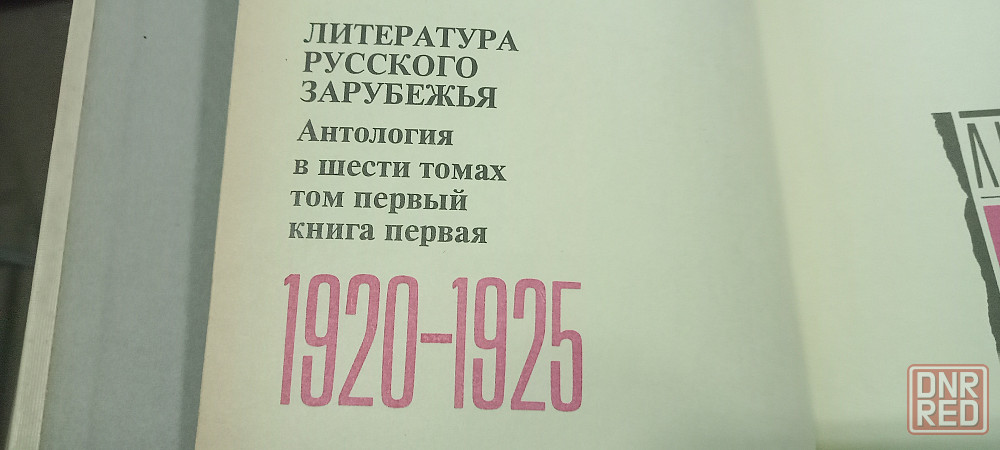 ЛИТЕРАТУРА
РУССКОГО
ЗАРУБЕЖЬЯ
Антология
в шести томах
том первый
книга первая
1920–1925
DNR
RED